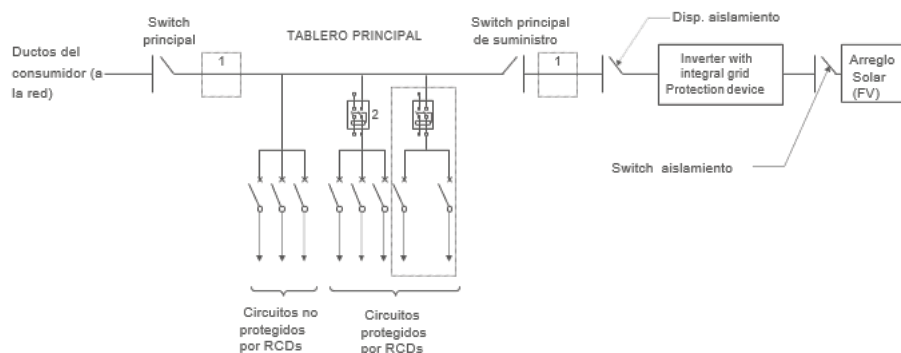 Ductos del
consumidor (a
la red)
Switch
principal
1
TABLERO PRINCIPAL
2
Switch principal
de suministro
1
Disp. aislamiento
Inverter with
integral grid
Protection device
Arreglo
Solar
(FV)
Switch aislamiento
Circuitos no
protegidos
por RCDs
Circuitos
protegidos
por RCDs